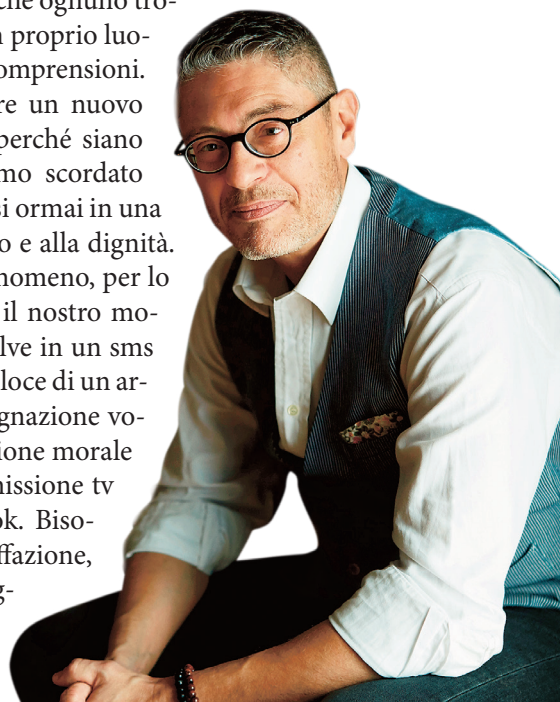 che ognuno tro-
proprio luo-
omprensioni.
re un nuovo
perché siano
mo scordato
si ormai in una
o e alla dignità.
nomeno, per lo
il nostro mo-
lve in un sms
loce di un ar-
gnazione vo-
ione morale
missione tv
ok. Biso-
ffazione,
g-